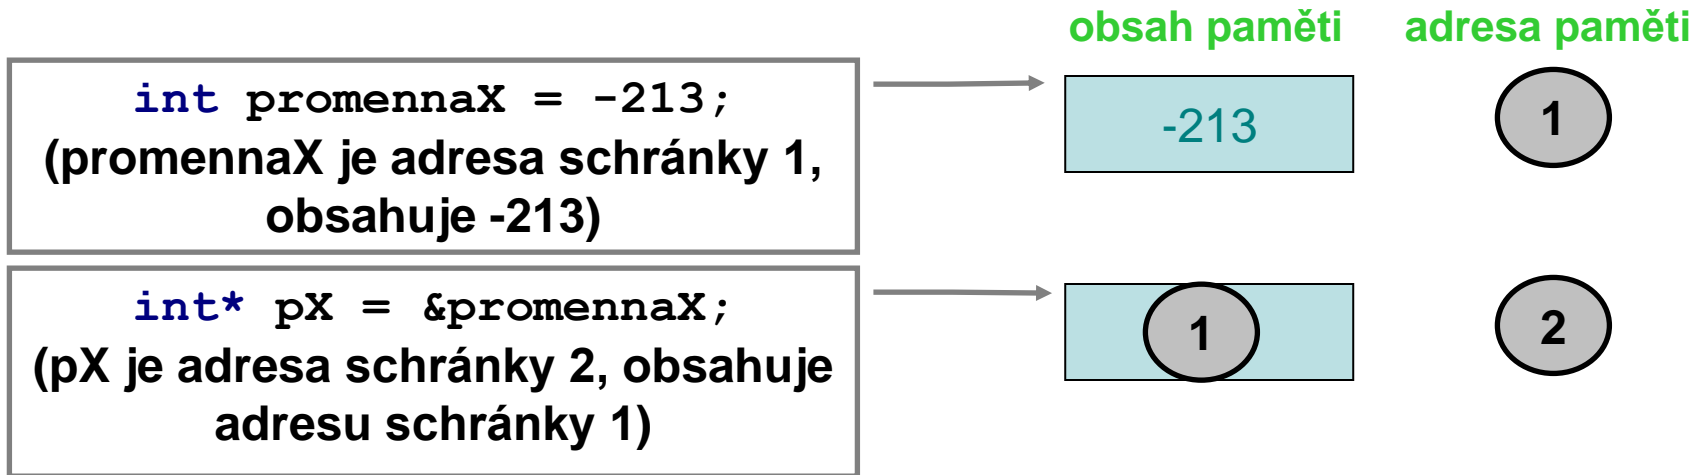 obsah paměti adresa paměti
int promennaX = -213;
(promennaX je adresa schránky 1,
obsahuje -213)
-213
1
int* pX = &promennaX;
(pX je adresa schránky 2, obsahuje
adresu schránky 1)
1
2